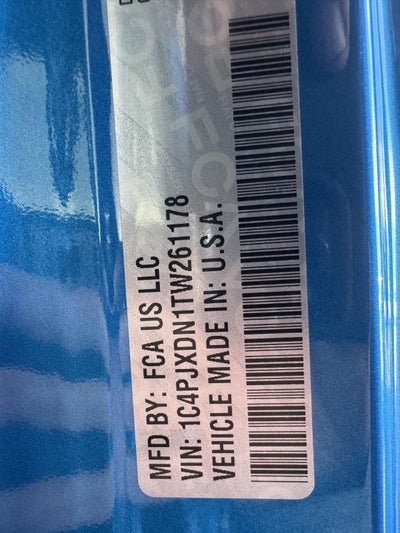 MFD BY: FCA US LLC
VIN: 1C4PJXDN1TW261178
VEHICLE MADE IN: U.S.A.